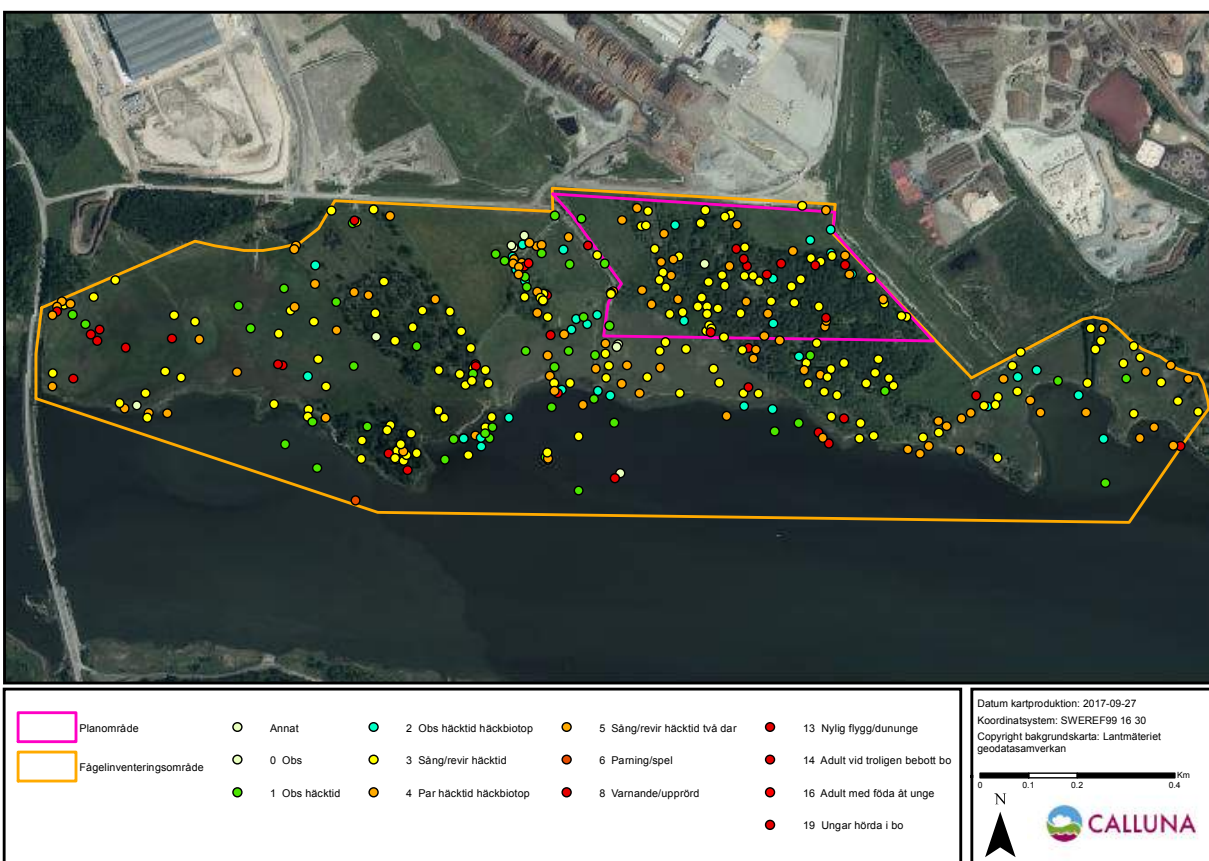 Planområde
Fågelinventeringsområde
Annat
0 Obs
1 Obs häcktid
2 Obs häcktid häckbiotop
3 Sång/revir häcktid
4 Par häcktid häckbiotop
5 Sång/revir häcktid två dar
6 Parning/spel
8 Varnande/upprörd
13 Nylig flygg/dununge
14 Adult vid troligen bebott bo
16 Adult med föda åt unge
19 Ungar hörda i bo
Datum kartproduktion: 2017-09-27
Koordinatsystem: SWEREF99 16 30
Copyright bakgrundskarta: Lantmäteriet
geodatasamverkan
Km
0 0.1 0.2 0.4
N
CALLUNA